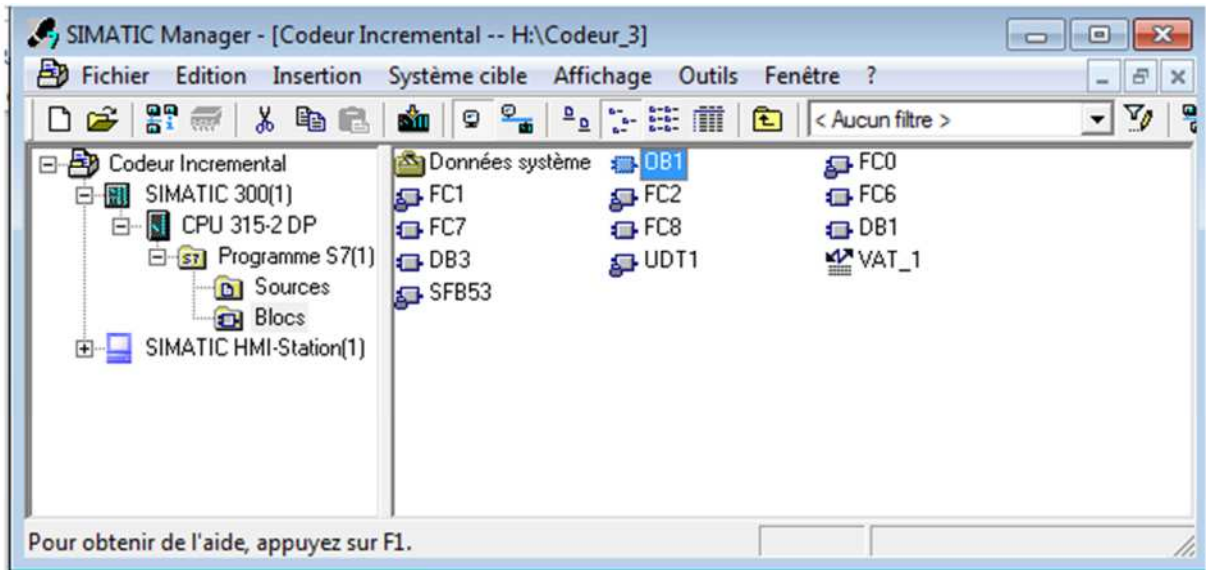 SIMATIC Manager - [Codeur Incremental -- H:\Codeur_3]
Fichier Edition Insertion Système cible Affichage Outils Fenêtre ?
< Aucun filtre >
Codeur Incremental
SIMATIC 300(1)
CPU 315-2 DP
Programme S7(1)
Sources
Blocs
SIMATIC HMI-Station(1)
Données système OB1 FC0
FC1 FC2 FC6
FC7 FC8 DB1
DB3 UDT1 VAT_1
SFB53
Pour obtenir de l'aide, appuyez sur F1.